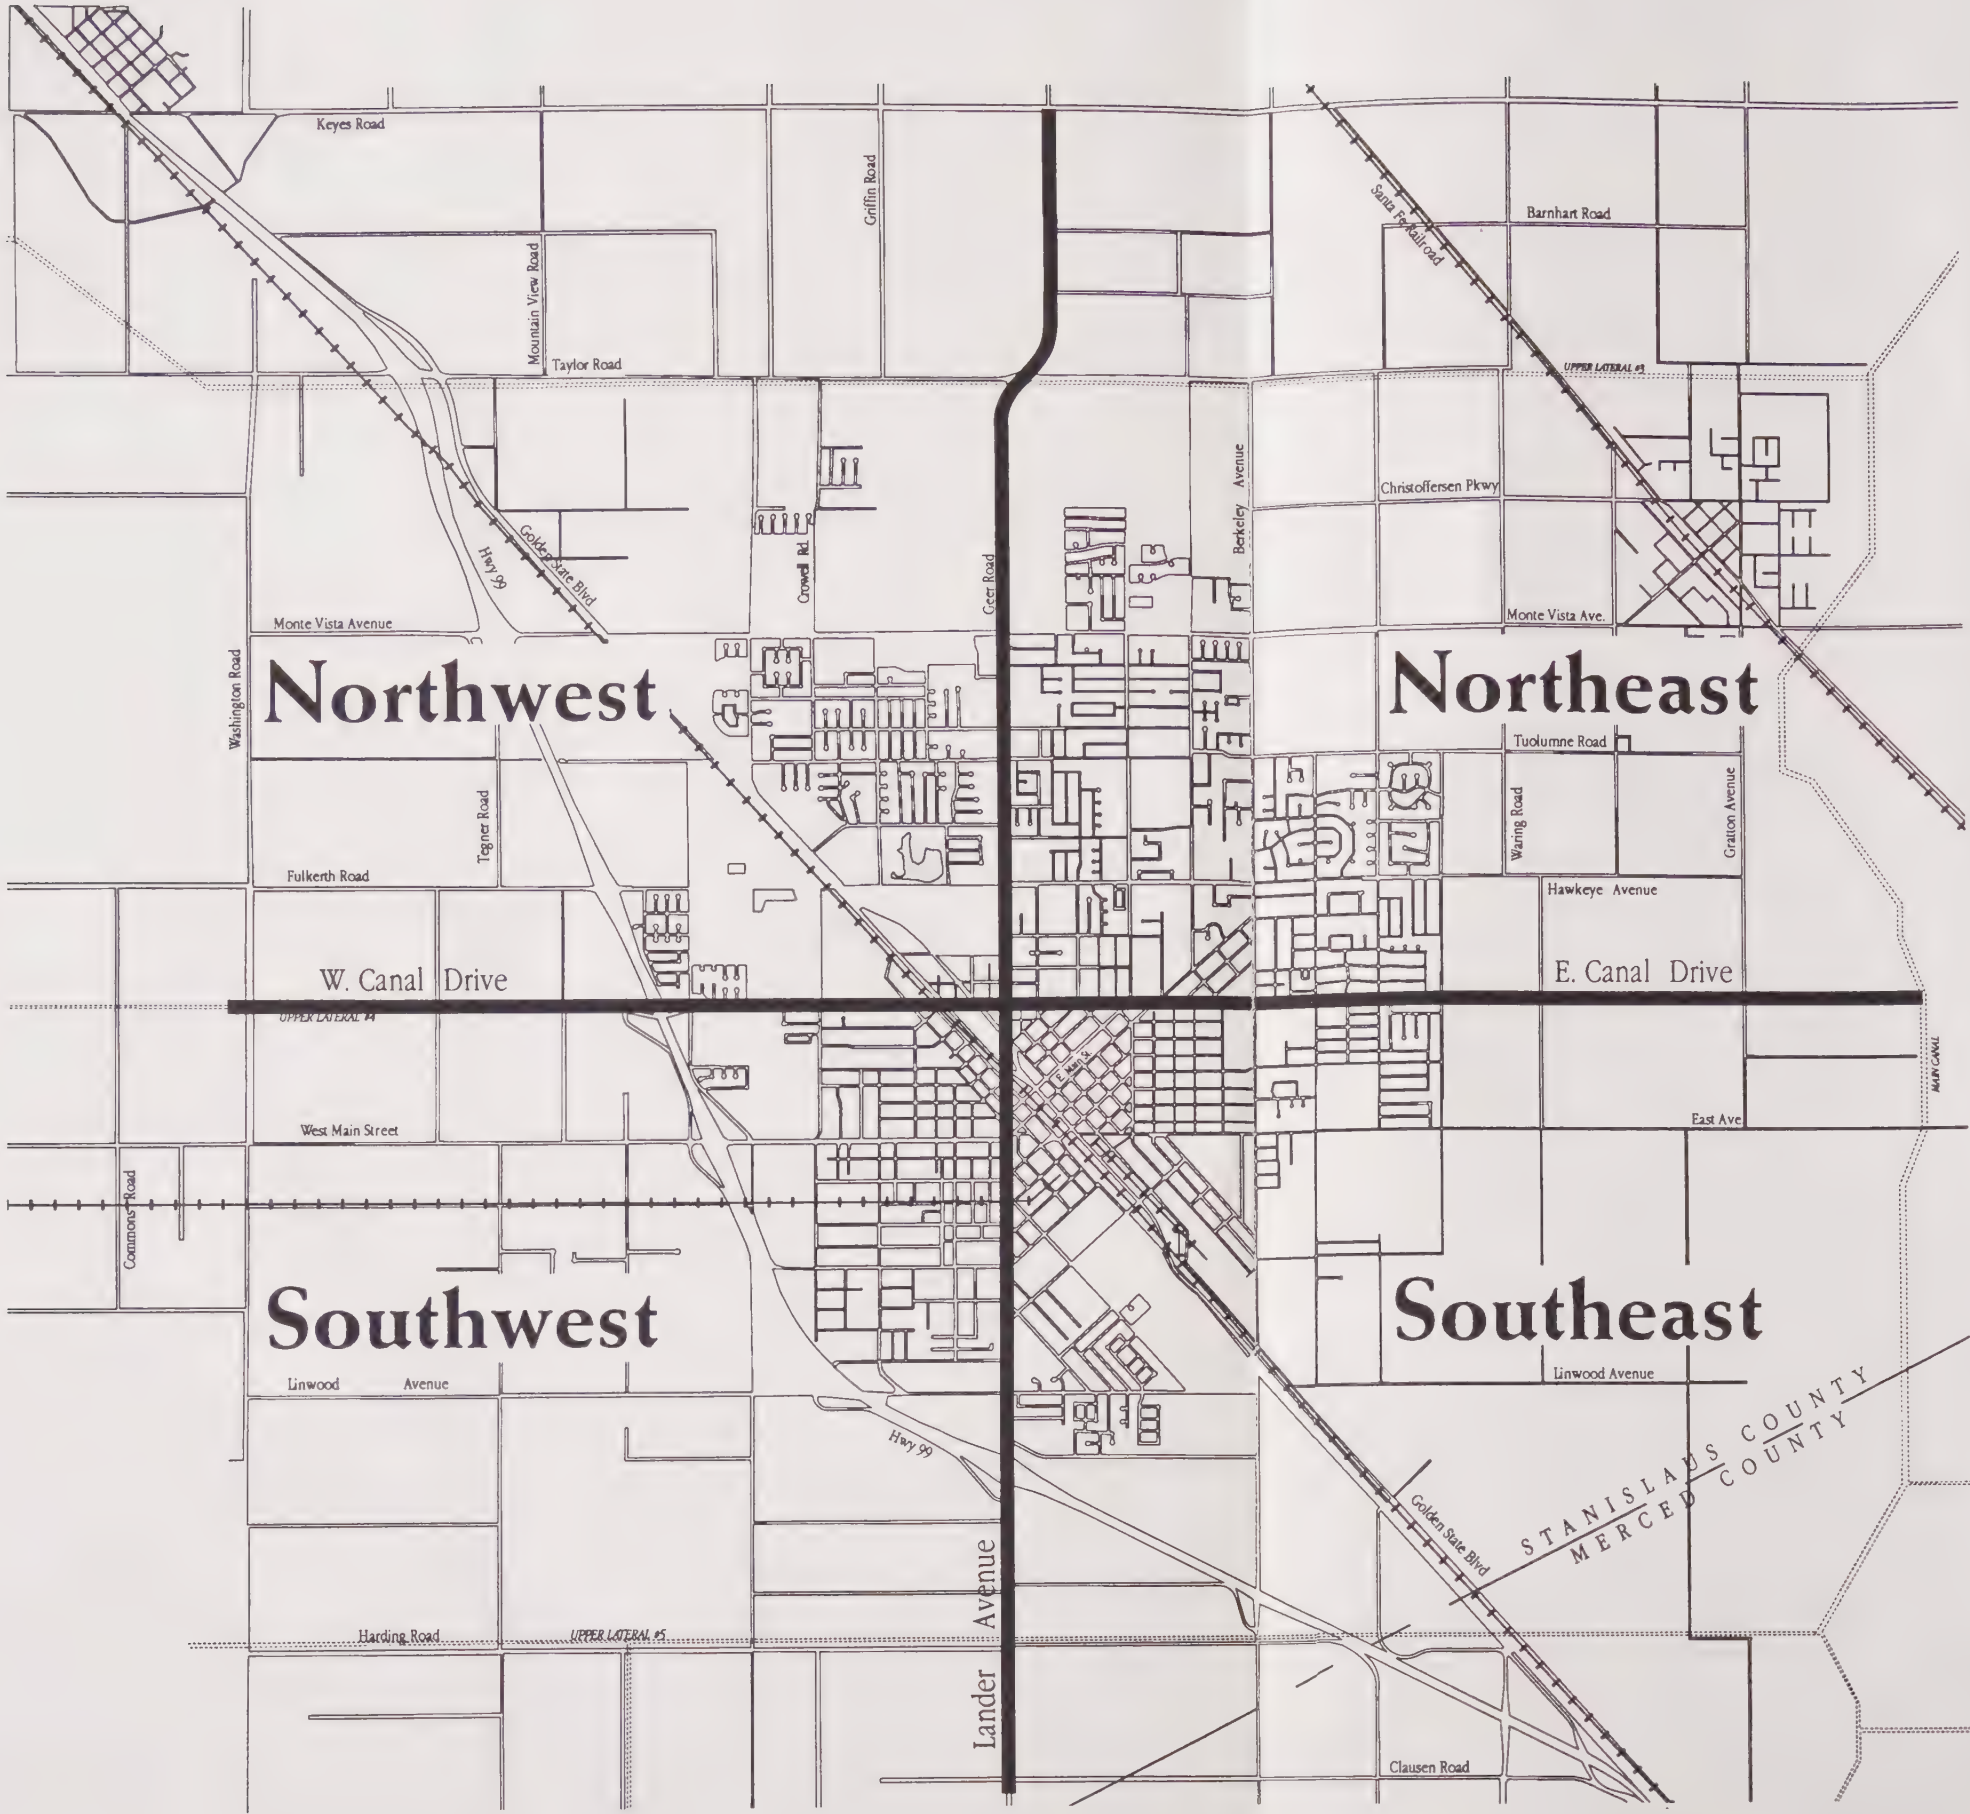 Keyes Road
Griffin Road
Santa Fe Railroad
Barnhart Road
Mountain View Road
Taylor Road
UPPER LATERAL #3
Berkeley Avenue
Christoffersen Pkwy
Golden State Blvd
Hwy 99
Crowell Rd.
Geer Road
Monte Vista Avenue
Monte Vista Ave.
Washington Road
Northwest
Northeast
Tuolumne Road
Tegner Road
Waring Road
Gratton Avenue
Fulkerth Road
Hawkeye Avenue
W. Canal Drive
E. Canal Drive
UPPER LATERAL #4
E. Main St.
MAIN CANAL
West Main Street
East Ave
Commons Road
Southwest
Southeast
Linwood Avenue
Linwood Avenue
Hwy 99
STANISLAUS COUNTY
MERCED COUNTY
Golden State Blvd
Lander Avenue
Harding Road
UPPER LATERAL #5
Clausen Road